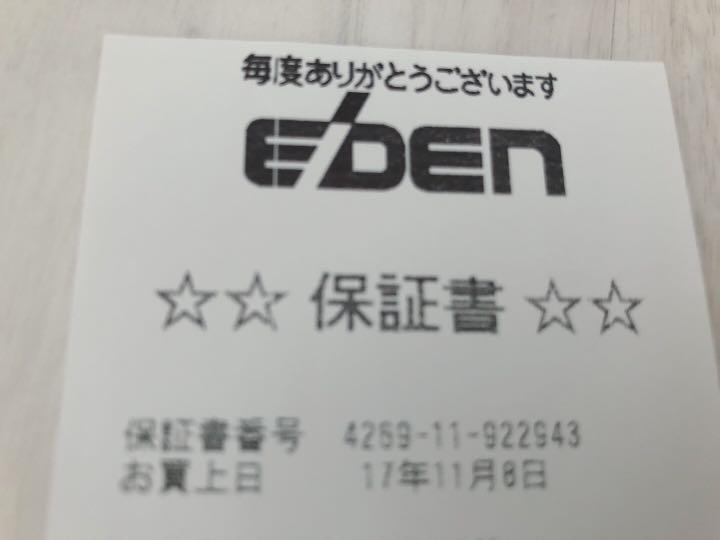 毎度ありがとうございます
EDEN
☆☆ 保証書 ☆☆
保証書番号 4269-11-922943
お買上日 17年11月8日